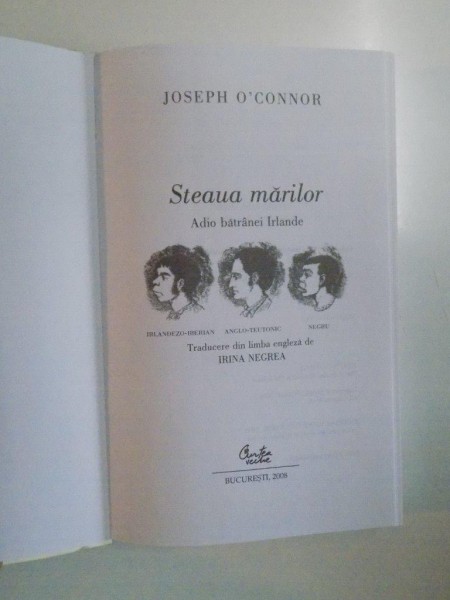 JOSEPH O'CONNOR
Steaua mărilor
Adio bătrânei Irlande
IRLANDEZO-IBERIAN ANGLO-TEUTONIC NEGRU
Traducere din limba engleză de
IRINA NEGREA
Curtea
veche
BUCUREȘTI, 2008